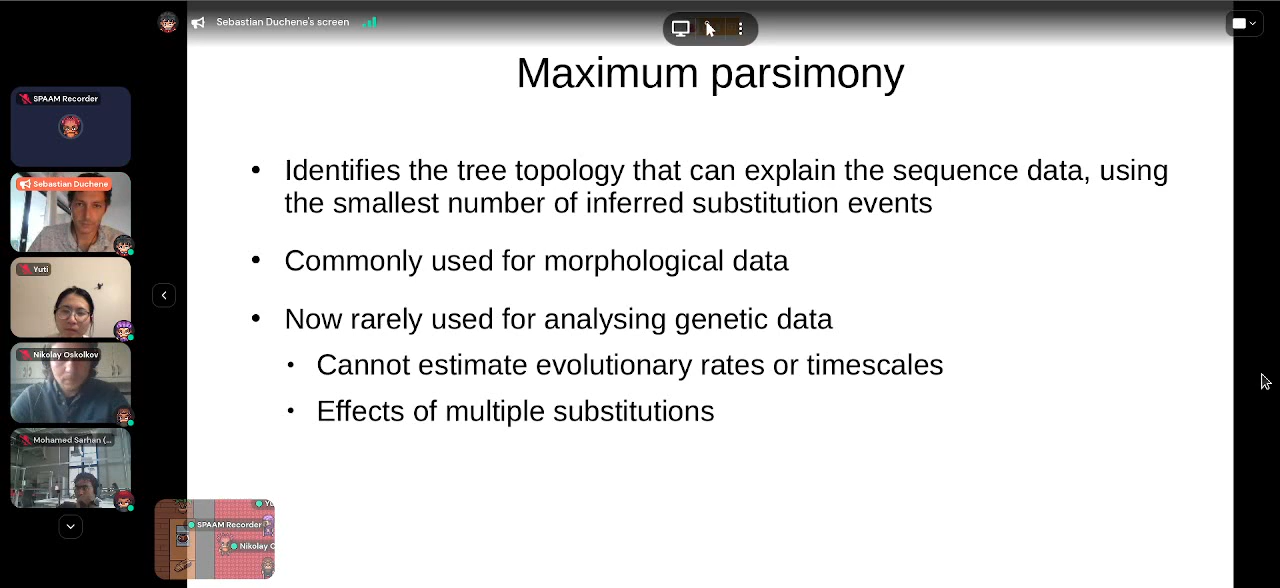 Sebastian Duchene's screen
Maximum parsimony
SPAAM Recorder
Sebastian Duchene
Yuti
Nikolay Oskolkov
Mohamed Sarhan (...
• Identifies the tree topology that can explain the sequence data, using
the smallest number of inferred substitution events
• Commonly used for morphological data
• Now rarely used for analysing genetic data
• Cannot estimate evolutionary rates or timescales
• Effects of multiple substitutions
SPAAM Recorder
Nikolay O